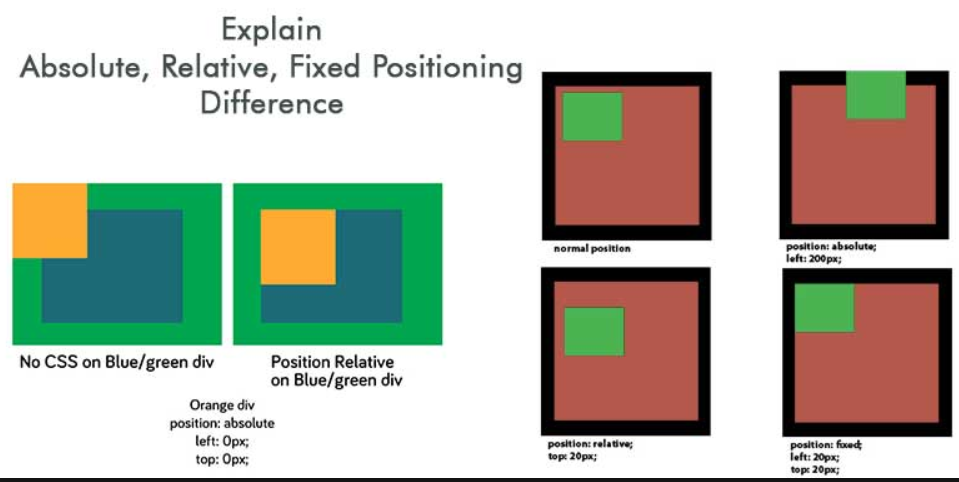 Explain
Absolute, Relative, Fixed Positioning
Difference
No CSS on Blue/green div
Position Relative
on Blue/green div
Orange div
position: absolute
left: 0px;
top: 0px;
normal position
position: absolute;
left: 200px;
position: relative;
top: 20px;
position: fixed;
left: 20px;
top: 20px;